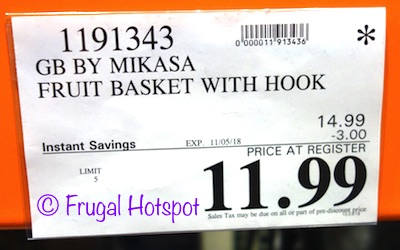 1191343
0000011913436
*
GB BY MIKASA
FRUIT BASKET WITH HOOK
14.99
Instant Savings EXP. 11/05/18 -3.00
PRICE AT REGISTER
LIMIT
5
11.99
© Frugal Hotspot
Sales Tax may be due on all or part of pre-discount price